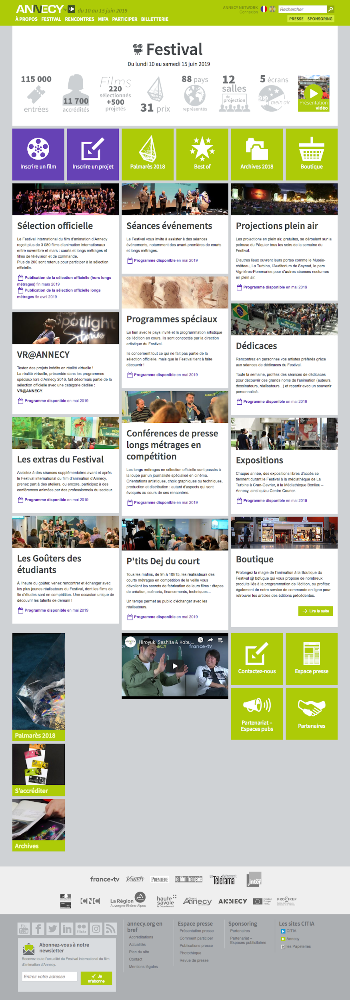 ANNECY by du 10 au 15 juin 2019
ANNECY NETWORK
Connexion
Rechercher
À PROPOS FESTIVAL RENCONTRES MIFA PARTICIPER BILLETTERIE
PRESSE SPONSORING
Festival
Du lundi 10 au samedi 15 juin 2019
115 000
entrées
11 700
accrédités
Films
220
sélectionnés
+500
projetés
31 prix
88 pays
représentés
12
salles
de
projection
5 écrans
plein air
Présentation
vidéo
Inscrire un film
Inscrire un projet
Palmarès 2018
Best of
Archives 2018
Boutique
Sélection officielle
Le Festival international du film d'animation d'Annecy
reçoit plus de 3 080 films d'animation internationaux
entre novembre et mars : courts et longs métrages et
films de télévision et de commande.
Plus de 200 sont retenus pour participer à la sélection
officielle.
Publication de la sélection officielle (hors longs
métrages) fin mars 2019
Publication de la sélection officielle longs
métrages fin avril 2019
Séances événements
Le Festival vous invite à assister à des séances
événements, notamment des avant-premières de courts
et longs métrages.
Programme disponible en mai 2019
Projections plein air
Les projections en plein air, gratuites, se déroulent sur la
pelouse du Pâquier tous les soirs de la semaine du
Festival.
D'autres lieux ouvrent leurs portes comme le Musée-
château, La Turbine, l'Auditorium de Seynod, le parc
Vignières-Pommaries pour d'autres séances nocturnes
en plein air.
Programme disponible en mai 2019
Spotlight
Stories
VR@ANNECY
Testez des projets inédits en réalité virtuelle !
La réalité virtuelle, présentée dans les programmes
spéciaux lors d'Annecy 2016, fait désormais partie de la
sélection officielle avec une catégorie dédiée :
VR@ANNECY.
Programme disponible en mai 2019
Programmes spéciaux
En lien avec le pays invité et la programmation artistique
de l'édition en cours, ils sont concoctés par la direction
artistique du Festival.
Ils concernent tout ce qui ne fait pas partie de la
sélection officielle, mais que le Festival tient à faire
découvrir !
Programme disponible en mai 2019
DÉDICACES
SIGNING SESSIONS
Dédicaces
Rencontrez en personnes vos artistes préférés grâce
aux séances de dédicaces du Festival.
Toute la semaine, profitez des séances de dédicaces
pour découvrir des grands noms de l'animation (auteurs,
dessinateurs, réalisateurs...) et repartir avec un souvenir
personnalisé.
Programme disponible en mai 2019
Les extras du Festival
Assistez à des séances supplémentaires avant et après
le Festival international du film d'animation d'Annecy,
prenez part à des ateliers, ou encore, participez à des
conférences animées par des professionnels du secteur.
Programme disponible en mai 2019
ANNECY
ANNECY
Conférences de presse
longs métrages en
compétition
Les longs métrages en sélection officielle sont passés à
la loupe par un journaliste spécialisé en cinéma.
Orientations artistiques, choix graphiques ou techniques,
production et distribution : autant d'aspects qui sont
évoqués au cours de ces rencontres.
Programme disponible en mai 2019
Expositions
Chaque année, des expositions libres d'accès se
tiennent durant le Festival à la médiathèque de La
Turbine à Cran-Gevrier, à la Médiathèque Bonlieu –
Annecy, ainsi qu'au Centre Courier.
Programme disponible en mai 2019
Les Goûters des
étudiants
À l'heure du goûter, venez rencontrer et échanger avec
les plus jeunes réalisateurs du Festival, dont les films de
fin d'études sont en compétition. Une occasion unique de
découvrir les talents de demain !
Programme disponible en mai 2019
P'tits Dej du court
Tous les matins, de 9h à 10h15, les réalisateurs des
courts métrages en compétition de la veille vous
dévoilent les secrets de fabrication de leurs films : étapes
de création, scénario, financements, techniques...
Un temps permet au public d'échanger avec les
réalisateurs.
Programme disponible en mai 2019
Boutique
Prolongez la magie de l'animation à la Boutique du
Festival @ bdfugue qui vous propose de nombreux
produits liés à la programmation de l'édition, ou profitez
également de notre service de commande en ligne pour
retrouver les articles des éditions précédentes.
Lire la suite
Palmarès 2018
S'accréditer
Archives
Hiroyuki Seshita & Kobu...
france•tv
Contactez-nous
Espace presse
Partenariat –
Espaces pubs
Partenaires
france•tv
VARIETY
PREMIERE
le film français
un événement
Télérama
france
inter
CNC
La Région
Auvergne-Rhône-Alpes
haute
savoie
le Département
Grand
Annecy
ANNECY
Creative
Europe
MEDIA
PROCIREP
You
Tube
flickr
Abonnez-vous à notre
newsletter
Recevez toute l'actualité du Festival international du film
d'animation d'Annecy.
Entrez votre adresse
Je
m'abonne
annecy.org en
bref
Accréditations
Actualités
Plan du site
Contact
Mentions légales
Espace presse
Présentation presse
Comment participer
Publications presse
Photothèque
Revue de presse
Sponsoring
Partenaires
Partenariat –
Espaces publicitaires
Les sites CITIA
CITIA
Annecy
les Papeteries